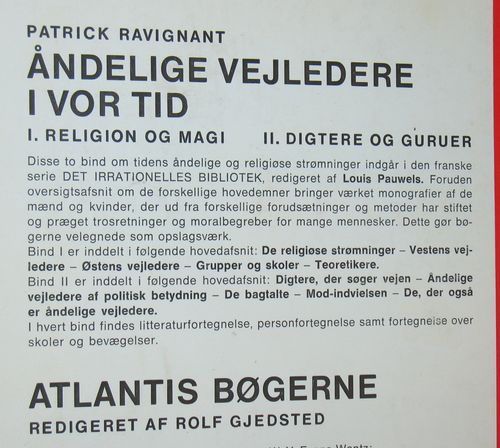 PATRICK RAVIGNANT
ÅNDELIGE VEJLEDERE
I VOR TID
I. RELIGION OG MAGI II. DIGTERE OG GURUER
Disse to bind om tidens åndelige og religiøse strømninger indgår i den franske
serie DET IRRATIONELLES BIBLIOTEK, redigeret af Louis Pauwels. Foruden
oversigtsafsnit om de forskellige hovedemner bringer værket monografier af de
mænd og kvinder, der ud fra forskellige forudsætninger og metoder har stiftet
og præget trosretninger og moralbegreber for mange mennesker. Dette gør bø-
gerne velegnede som opslagsværk.
Bind I er inddelt i følgende hovedafsnit: De religiøse strømninger – Vestens vej-
ledere – Østens vejledere – Grupper og skoler – Teoretikere.
Bind II er inddelt i følgende hovedafsnit: Digtere, der søger vejen – Åndelige
vejledere af politisk betydning – De bagtalte – Mod-indvielsen – De, der også
er åndelige vejledere.
I hvert bind findes litteraturfortegnelse, personfortegnelse samt fortegnelse over
skoler og bevægelser.
ATLANTIS BØGERNE
REDIGERET AF ROLF GJEDSTED